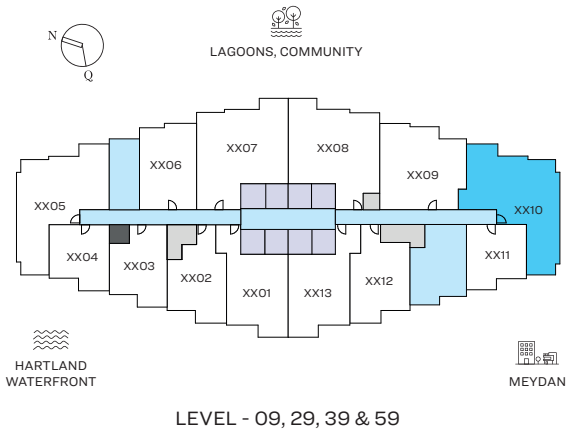 N
Q
LAGOONS, COMMUNITY
XX07
XX08
XX06
XX09
XX05
XX10
XX04
XX03
XX02
XX01
XX13
XX12
XX11
HARTLAND
WATERFRONT
MEYDAN
LEVEL - 09, 29, 39 & 59